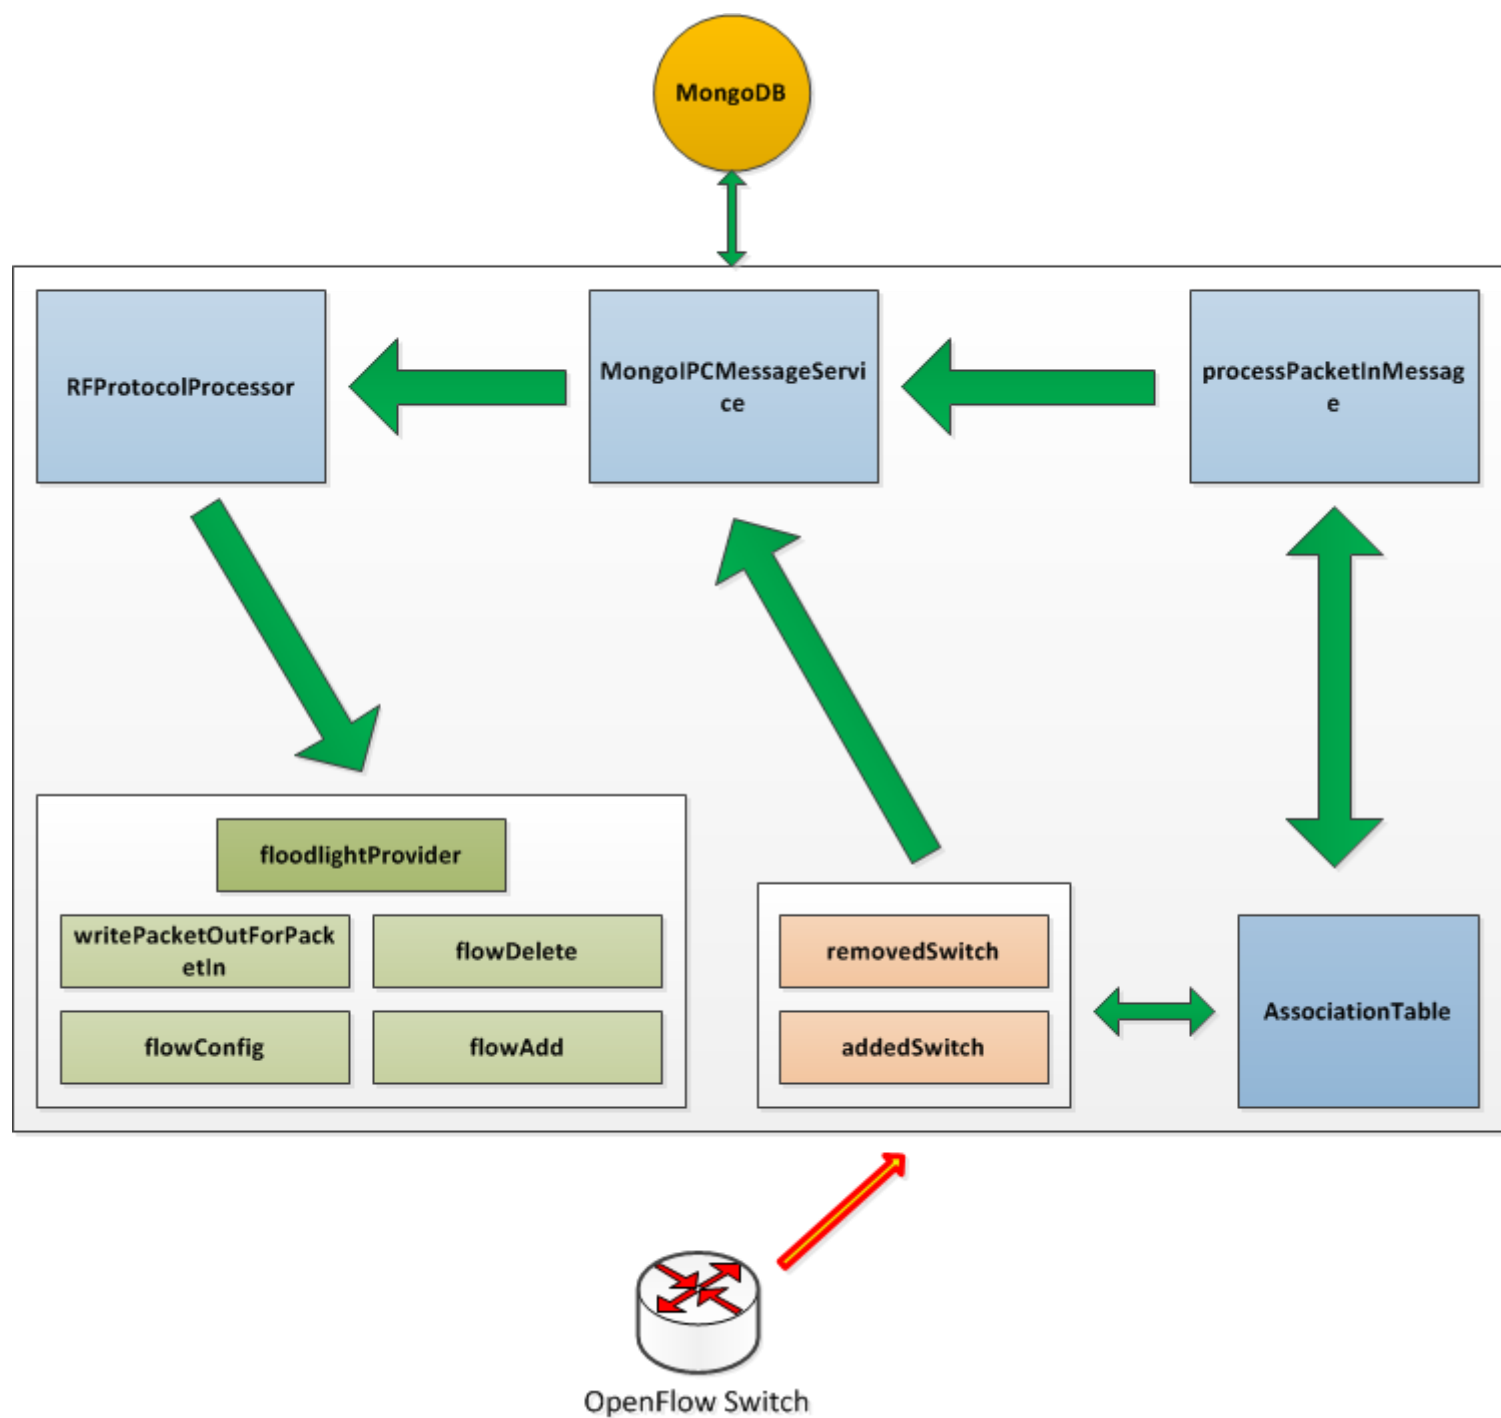 MongoDB
RFProtocolProcessor
MongoIPCMessageServi
ce
processPacketInMessag
e
floodlightProvider
writePacketOutForPack
etIn
flowDelete
flowConfig
flowAdd
removedSwitch
addedSwitch
AssociationTable
OpenFlow Switch